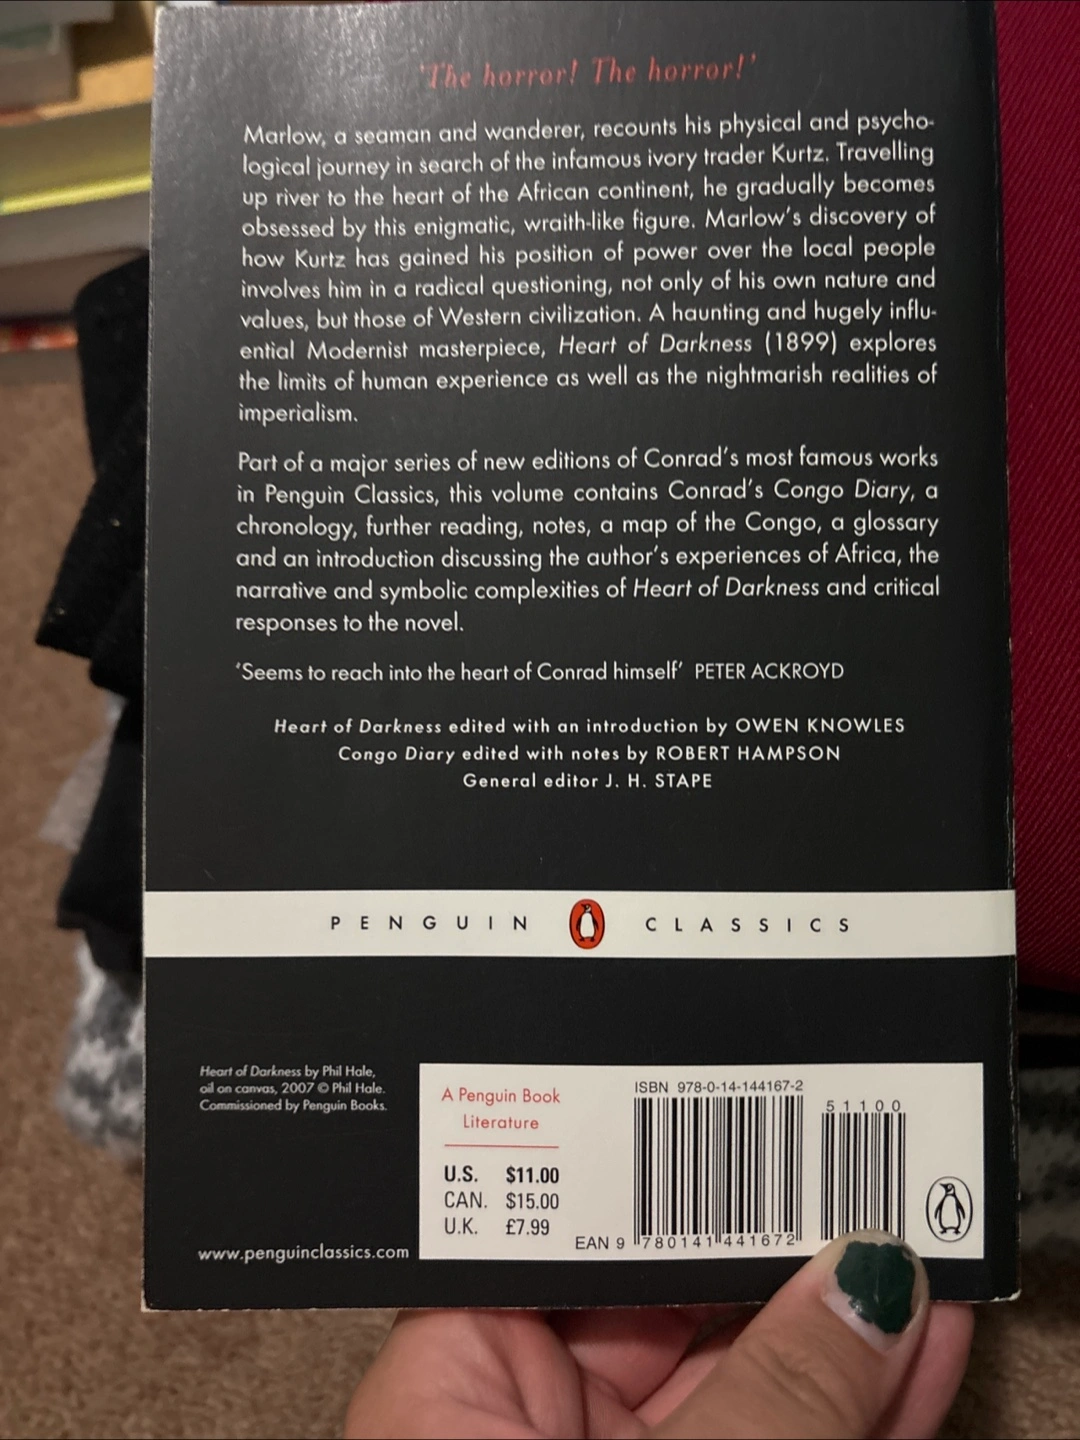 'The horror! The horror!'
Marlow, a seaman and wanderer, recounts his physical and psycho-
logical journey in search of the infamous ivory trader Kurtz. Travelling
up river to the heart of the African continent, he gradually becomes
obsessed by this enigmatic, wraith-like figure. Marlow's discovery of
how Kurtz has gained his position of power over the local people
involves him in a radical questioning, not only of his own nature and
values, but those of Western civilization. A haunting and hugely influ-
ential Modernist masterpiece, Heart of Darkness (1899) explores
the limits of human experience as well as the nightmarish realities of
imperialism.
Part of a major series of new editions of Conrad's most famous works
in Penguin Classics, this volume contains Conrad's Congo Diary, a
chronology, further reading, notes, a map of the Congo, a glossary
and an introduction discussing the author's experiences of Africa, the
narrative and symbolic complexities of Heart of Darkness and critical
responses to the novel.
'Seems to reach into the heart of Conrad himself' PETER ACKROYD
Heart of Darkness edited with an introduction by OWEN KNOWLES
Congo Diary edited with notes by ROBERT HAMPSON
General editor J. H. STAPE
PENGUIN CLASSICS
Heart of Darkness by Phil Hale,
oil on canvas, 2007 © Phil Hale.
Commissioned by Penguin Books.
www.penguinclassics.com
A Penguin Book
Literature
U.S. $11.00
CAN. $15.00
U.K. £7.99
ISBN 978-0-14-144167-2
51100
EAN 9 780141 441672